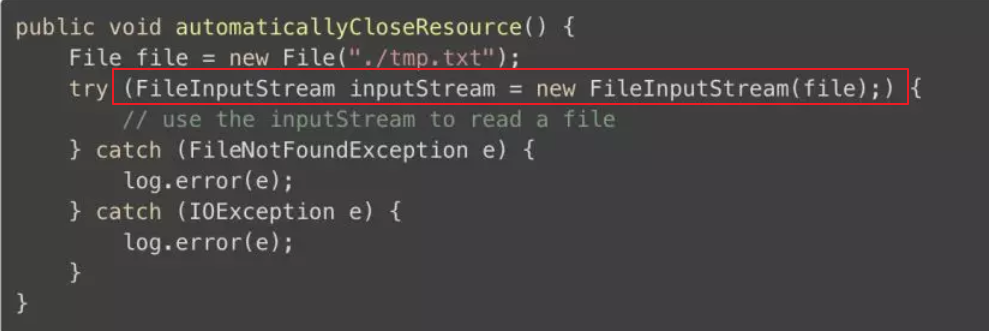 public void automaticallyCloseResource() {
    File file = new File("./tmp.txt");
    try (FileInputStream inputStream = new FileInputStream(file);) {
        // use the inputStream to read a file
    } catch (FileNotFoundException e) {
        log.error(e);
    } catch (IOException e) {
        log.error(e);
    }
}